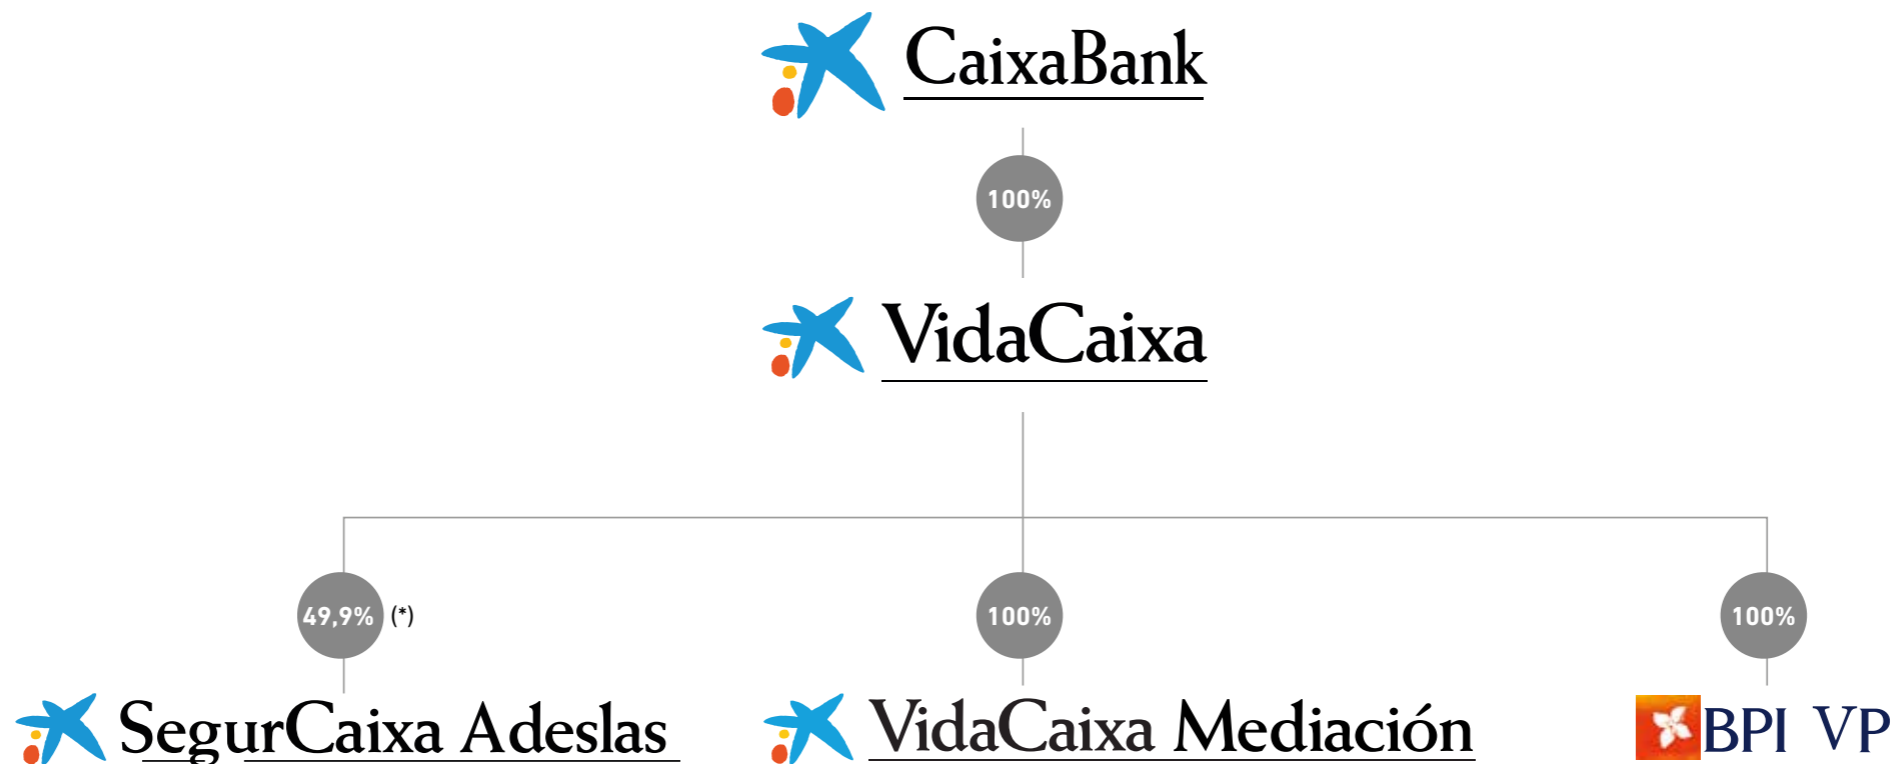 CaixaBank
100%
VidaCaixa
49,9% (*)
100%
100%
SegurCaixa Adeslas
VidaCaixa Mediación
BPI VP